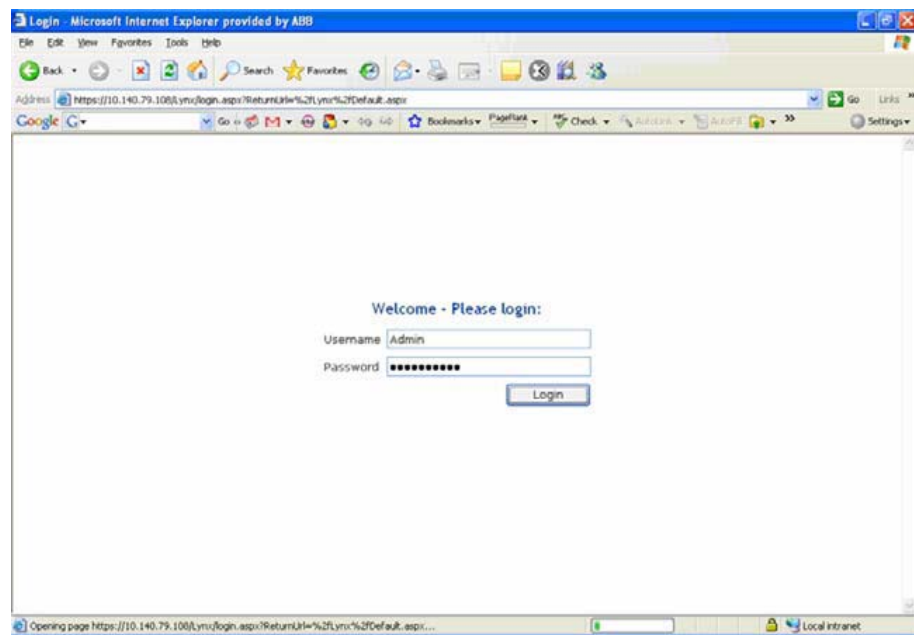 Login - Microsoft Internet Explorer provided by ABB
File Edit View Favorites Tools Help
Back Search Favorites
Address https://10.140.79.108/Lynx/login.aspx?ReturnUrl=%2fLynx%2fDefault.aspx Go Links »
Google G Go Bookmarks PageRank Check AutoLink AutoFill » Settings
Welcome - Please login:
Username Admin
Password ••••••••••
Login
Opening page https://10.140.79.108/Lynx/login.aspx?ReturnUrl=%2fLynx%2fDefault.aspx... Local intranet